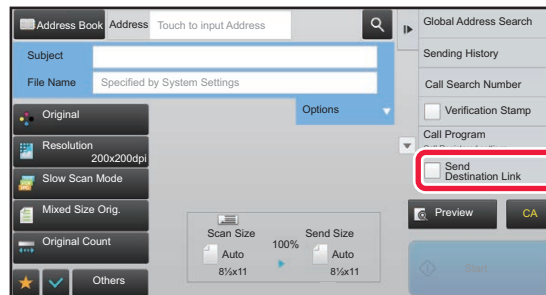 Address Book
Address
Touch to input Address
Subject
File Name
Specified by System Settings
Options
Original
Resolution
200x200dpi
Slow Scan Mode
Mixed Size Orig.
Original Count
Others
Scan Size
100%
Send Size
Auto
Auto
8½x11
8½x11
Global Address Search
Sending History
Call Search Number
Verification Stamp
Call Program
Send
Destination Link
Preview
CA
Start